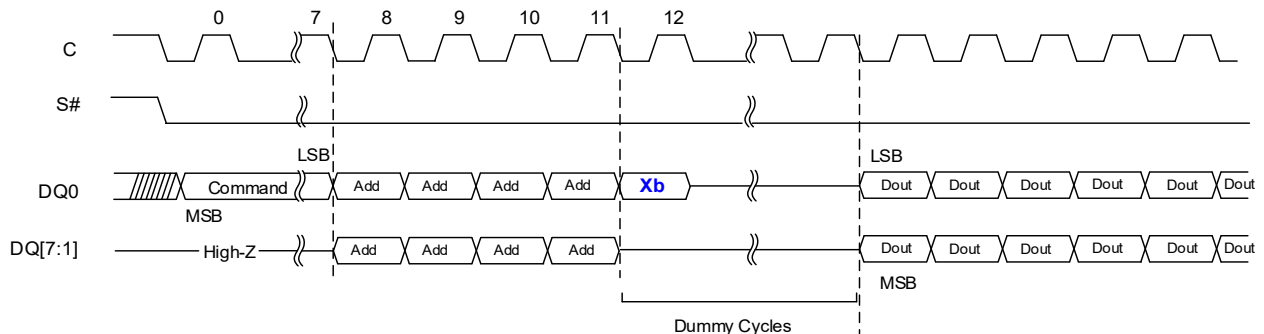 0 7 8 9 10 11 12
C
S#
LSB LSB
DQ0 Command Add Add Add Add Xb Dout Dout Dout Dout Dout Dout
MSB
DQ[7:1] High-Z Add Add Add Add Dout Dout Dout Dout Dout Dout
MSB
Dummy Cycles